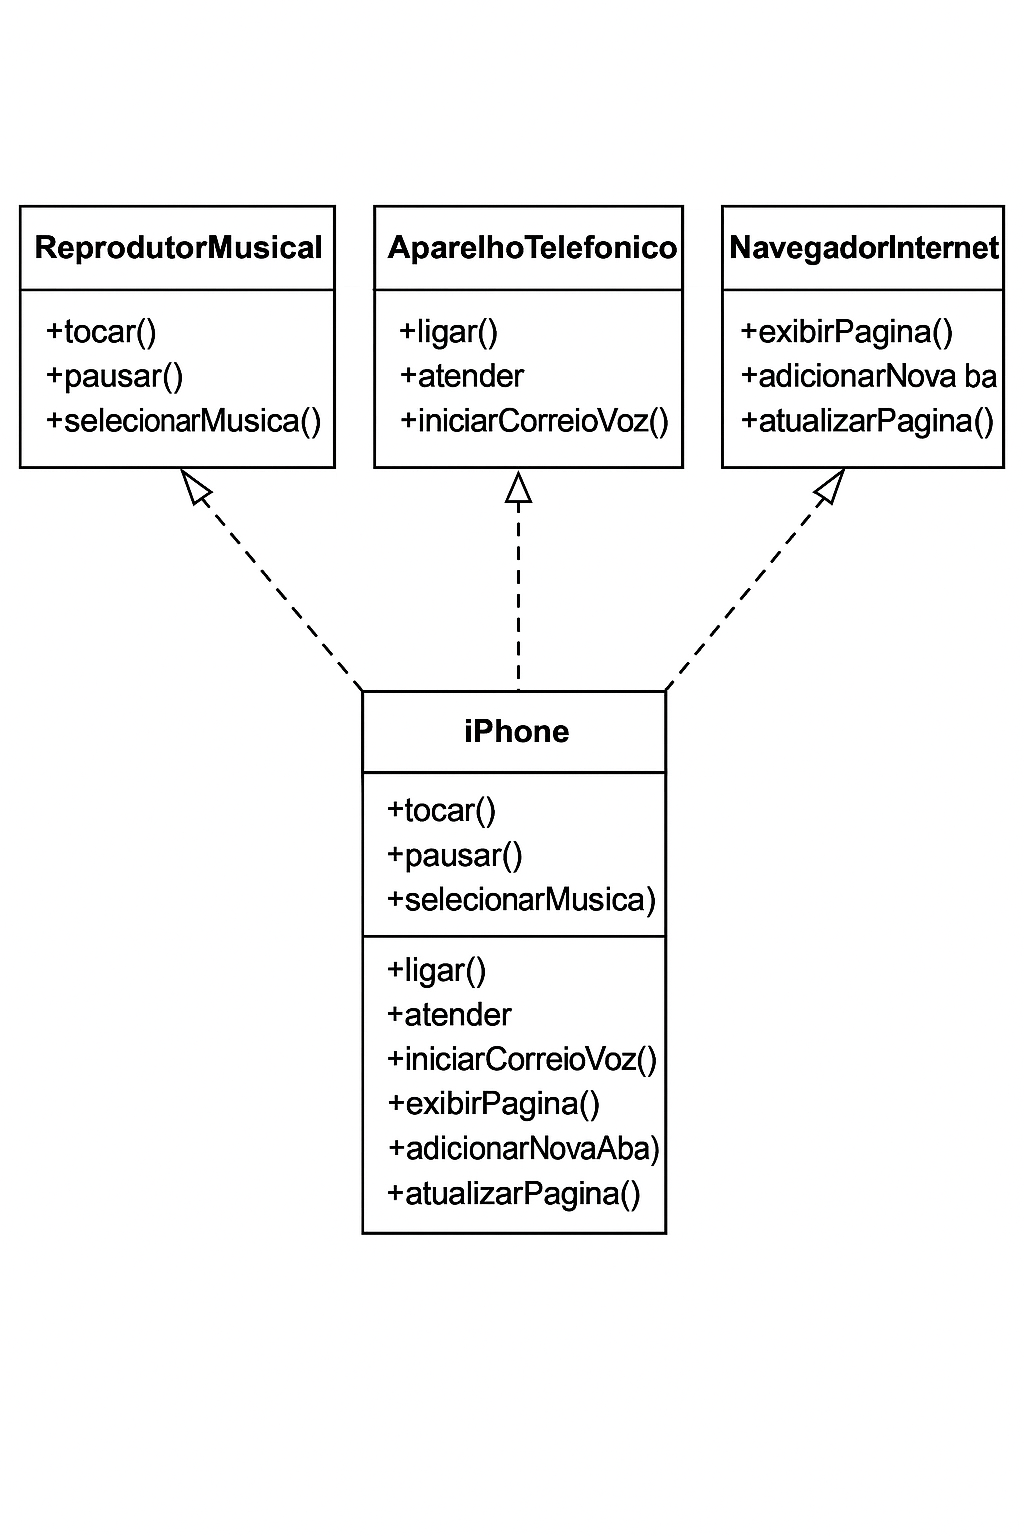 ReprodutorMusical
+tocar()
+pausar()
+selecionarMusica()
AparelhoTelefonico
+ligar()
+atender
+iniciarCorreioVoz()
NavegadorInternet
+exibirPagina()
+adicionarNova ba
+atualizarPagina()
iPhone
+tocar()
+pausar()
+selecionarMusica)
+ligar()
+atender
+iniciarCorreioVoz()
+exibirPagina()
+adicionarNovaAba)
+atualizarPagina()